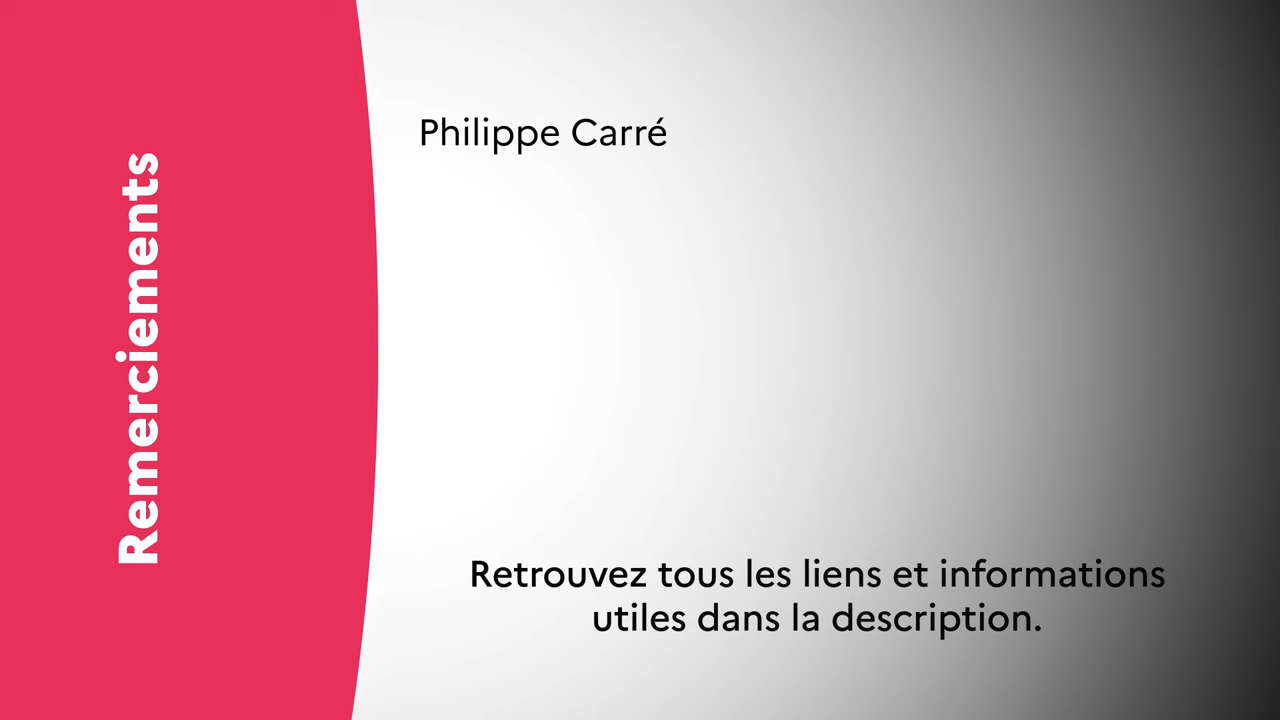 Remerciements
Philippe Carré
Retrouvez tous les liens et informations
utiles dans la description.